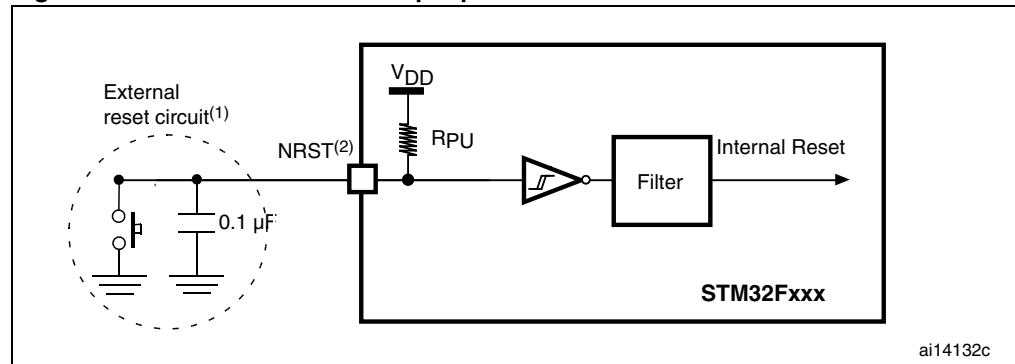 External
reset circuit(1)
VDD
RPU
NRST(2)
Internal Reset
Filter
0.1 µF
STM32Fxxx
ai14132c